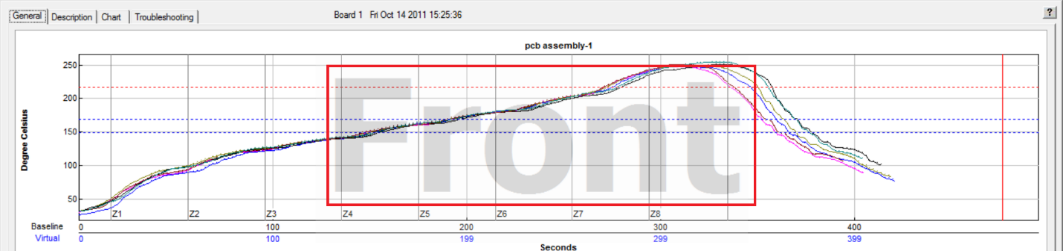 General Description Chart Troubleshooting
Board 1 Fri Oct 14 2011 15:25:36
?
pcb assembly-1
Degree Celsius
250
200
150
100
50
Front
Z1 Z2 Z3 Z4 Z5 Z6 Z7 Z8
Baseline 0 100 200 300 400
Virtual 0 100 199 299 399
Seconds